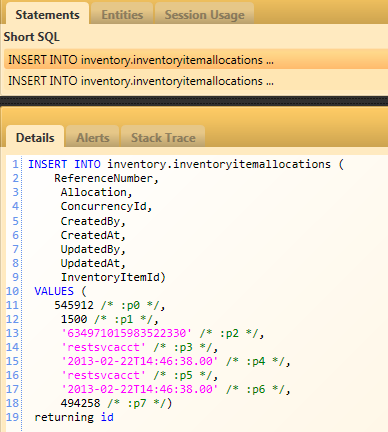 Statements Entities Session Usage
Short SQL
INSERT INTO inventory.inventoryitemallocations ...
INSERT INTO inventory.inventoryitemallocations ...
Details Alerts Stack Trace
1 INSERT INTO inventory.inventoryitemallocations (
2 ReferenceNumber,
3 Allocation,
4 ConcurrencyId,
5 CreatedBy,
6 CreatedAt,
7 UpdatedBy,
8 UpdatedAt,
9 InventoryItemId)
10 VALUES (
11 545912 /* :p0 */,
12 1500 /* :p1 */,
13 '634971015983522330' /* :p2 */,
14 'restsvcacct' /* :p3 */,
15 '2013-02-22T14:46:38.00' /* :p4 */,
16 'restsvcacct' /* :p5 */,
17 '2013-02-22T14:46:38.00' /* :p6 */,
18 494258 /* :p7 */)
19 returning id